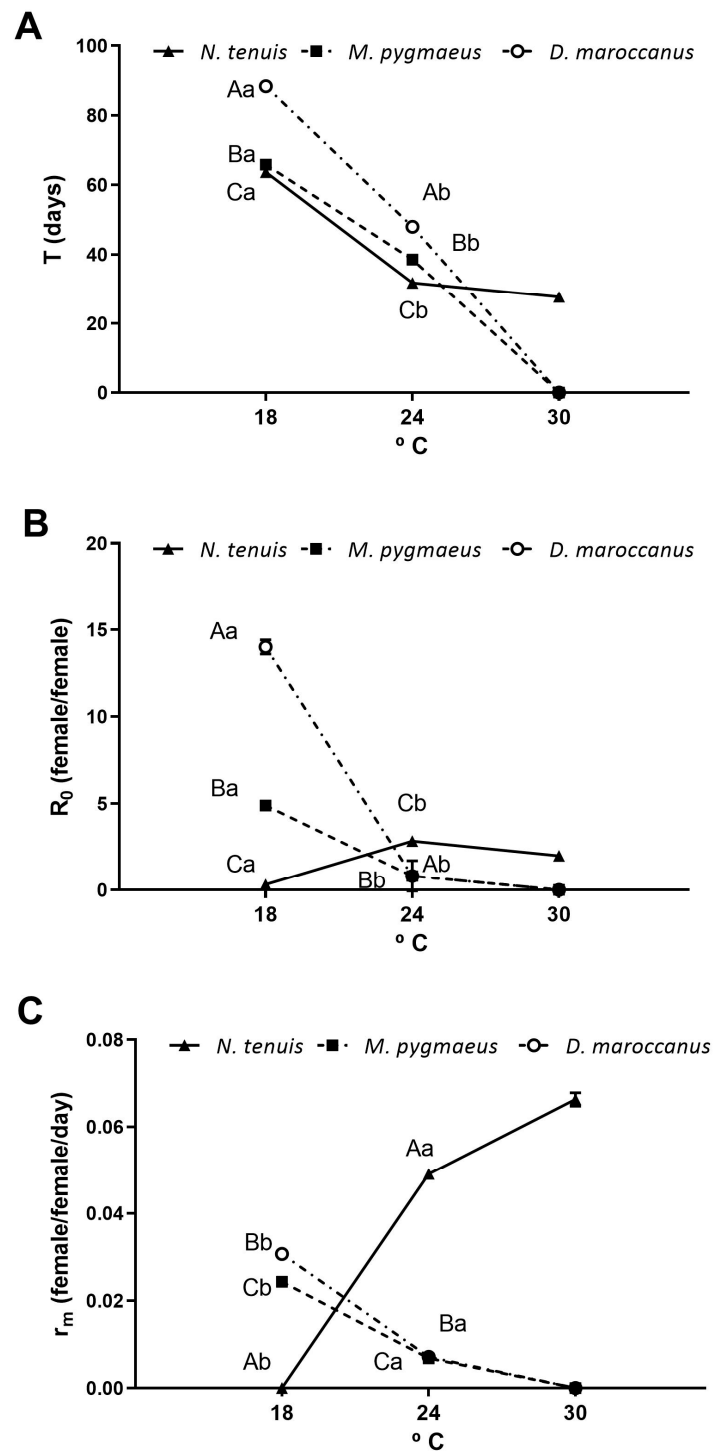 A
N. tenuis M. pygmaeus D. maroccanus
100
80
60
40
20
0
T (days)
Aa
Ba
Ca
Ab
Bb
Cb
18 24 30
º C
B
N. tenuis M. pygmaeus D. maroccanus
20
15
10
5
0
R0 (female/female)
Aa
Ba
Ca
Cb
Ab
Bb
18 24 30
º C
C
N. tenuis M. pygmaeus D. maroccanus
0.08
0.06
0.04
0.02
0.00
rm (female/female/day)
Aa
Bb
Cb
Ab
Ba
Ca
18 24 30
º C